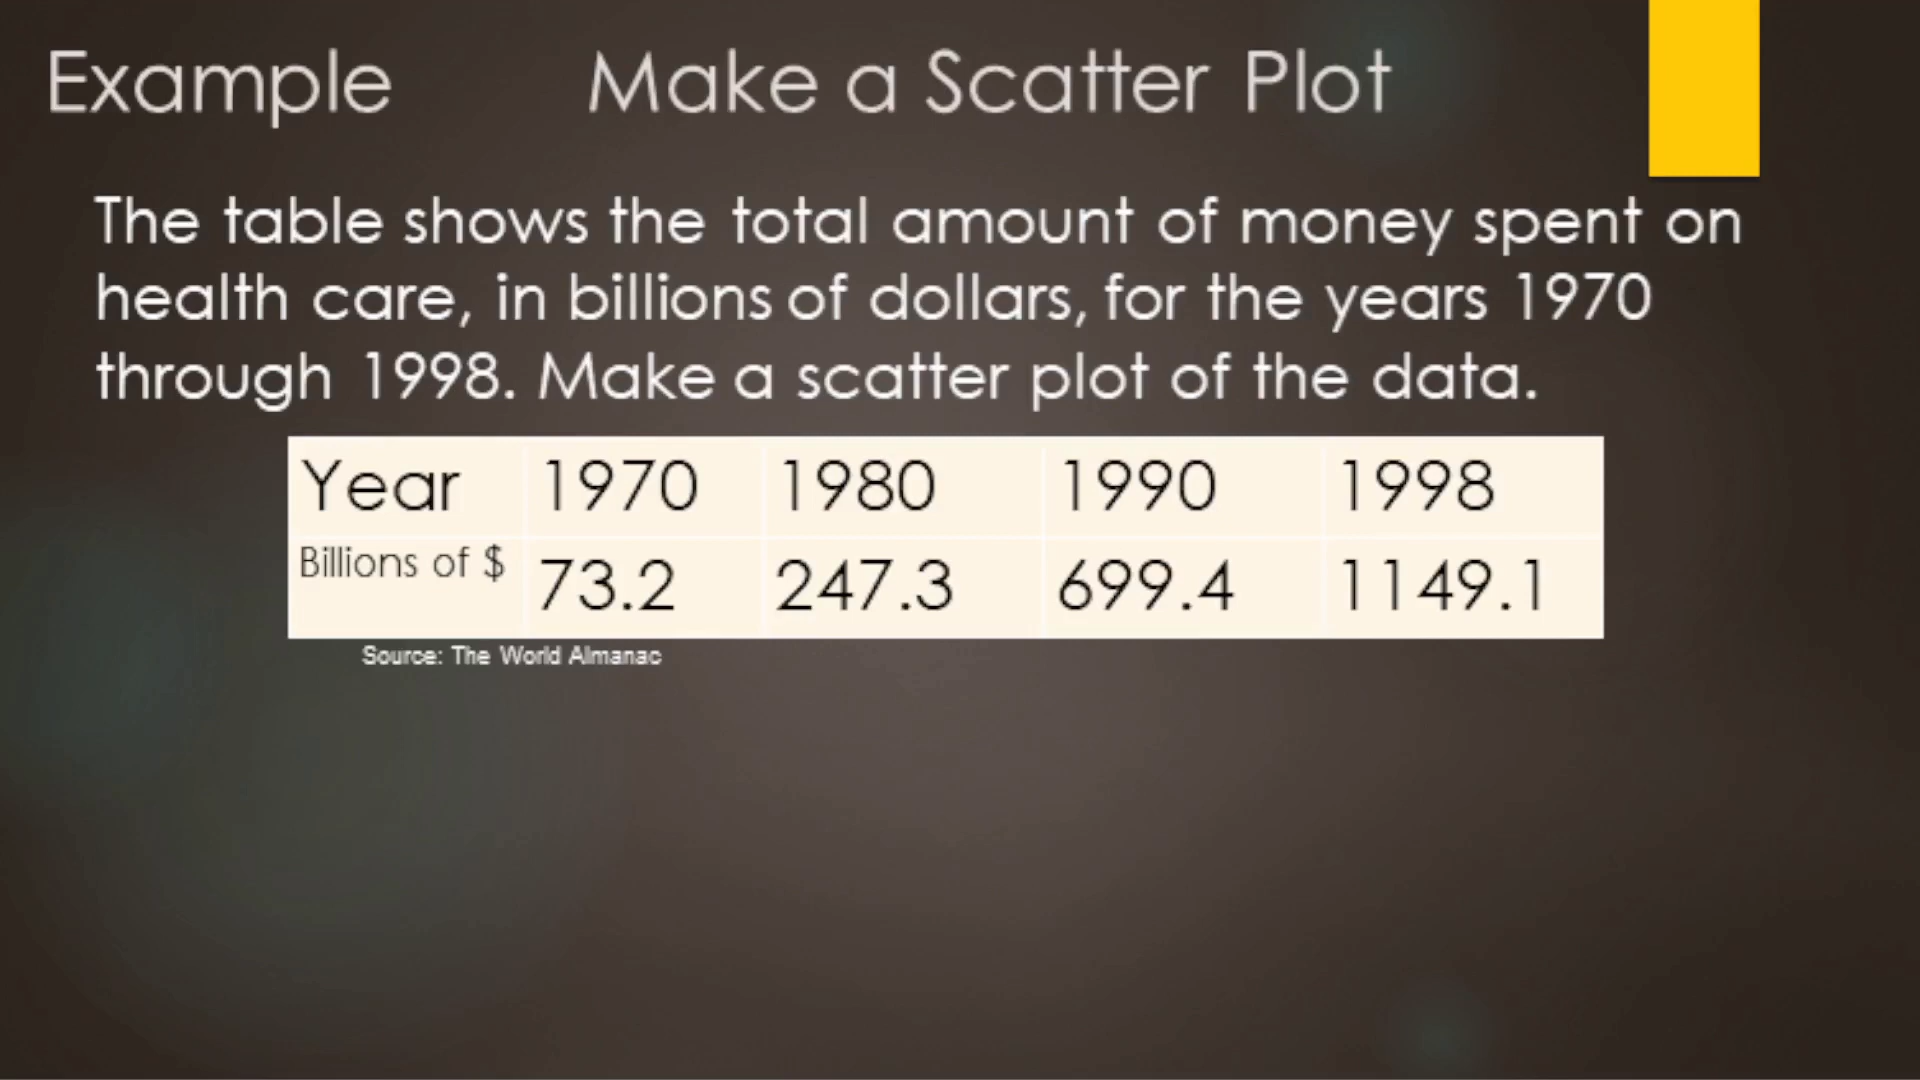 Example Make a Scatter Plot
The table shows the total amount of money spent on
health care, in billions of dollars, for the years 1970
through 1998. Make a scatter plot of the data.
Year 1970 1980 1990 1998
Billions of $ 73.2 247.3 699.4 1149.1
Source: The World Almanac